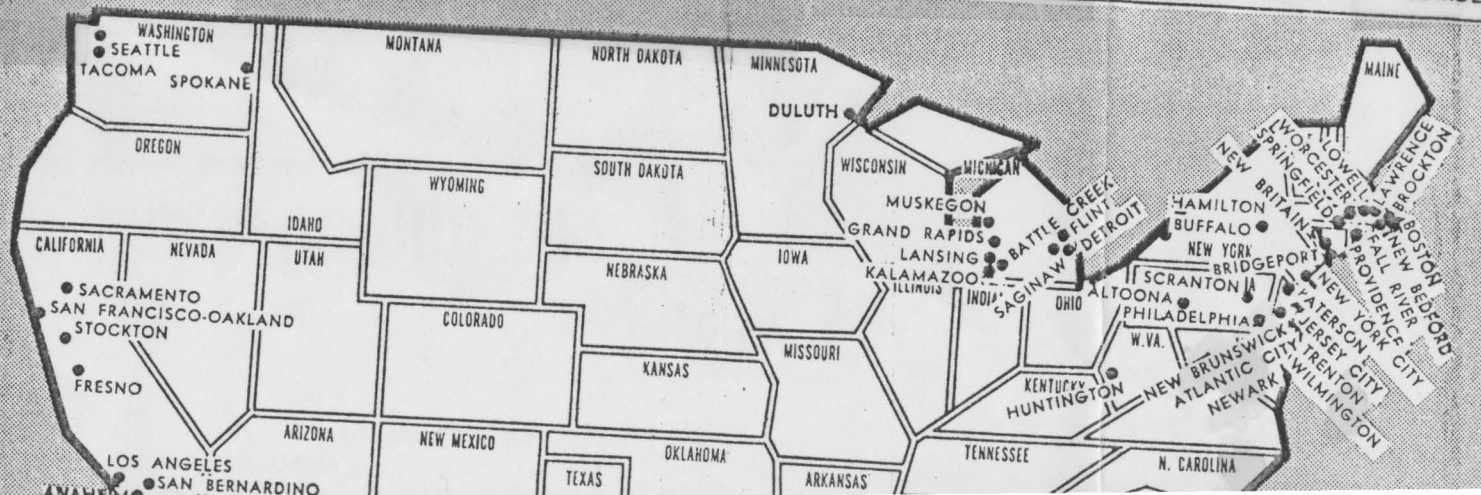 WASHINGTON
SEATTLE
TACOMA
SPOKANE
MONTANA
NORTH DAKOTA
MINNESOTA
DULUTH
MAINE
OREGON
IDAHO
WYOMING
SOUTH DAKOTA
WISCONSIN
MICHIGAN
MUSKEGON
GRAND RAPIDS
LANSING
KALAMAZOO
BATTLE CREEK
FLINT
DETROIT
SAGINAW
HAMILTON
BUFFALO
NEW YORK
NEW BRITAIN
SPRINGFIELD
WORCESTER
LOWELL
LAWRENCE
BROCKTON
BOSTON
NEW BEDFORD
FALL RIVER
PROVIDENCE
BRIDGEPORT
NEW YORK CITY
PATERSON
JERSEY CITY
TRENTON
WILMINGTON
NEW BRUNSWICK
ATLANTIC CITY
NEWARK
SCRANTON
ALTOONA
PHILADELPHIA
CALIFORNIA
NEVADA
UTAH
SACRAMENTO
SAN FRANCISCO-OAKLAND
STOCKTON
FRESNO
COLORADO
NEBRASKA
IOWA
ILLINOIS
OHIO
W.VA.
KANSAS
MISSOURI
KENTUCKY
HUNTINGTON
ARIZONA
NEW MEXICO
OKLAHOMA
TEXAS
ARKANSAS
TENNESSEE
N. CAROLINA
LOS ANGELES
SAN BERNARDINO
ANAHEIM